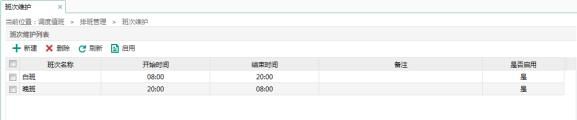 班次维护 ×
当前位置：调度值班 > 排班管理 > 班次维护
班次维护列表
新建 删除 刷新 启用
班次名称 开始时间 结束时间 备注 是否启用
白班 08:00 20:00 是
晚班 20:00 08:00 是